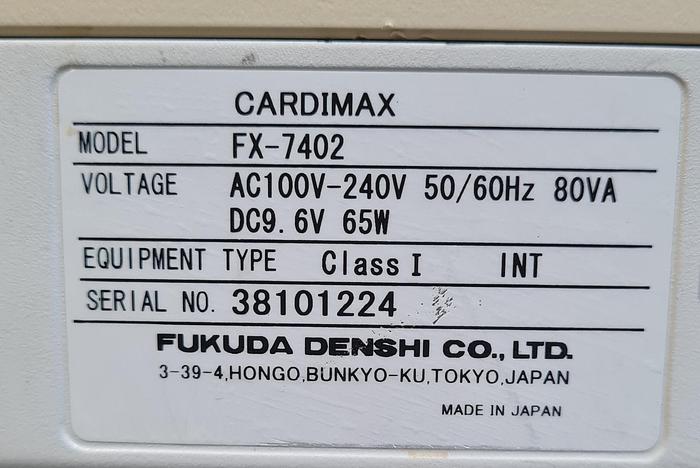 CARDIMAX
MODEL FX-7402
VOLTAGE AC100V-240V 50/60Hz 80VA
DC9.6V 65W
EQUIPMENT TYPE Class I INT
SERIAL NO. 38101224
FUKUDA DENSHI CO., LTD.
3-39-4, HONGO, BUNKYO-KU, TOKYO, JAPAN
MADE IN JAPAN